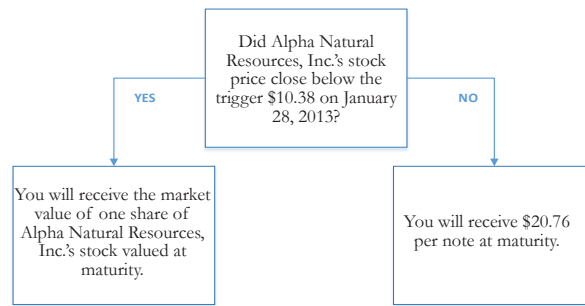 Did Alpha Natural
Resources, Inc.'s stock
price close below the
trigger $10.38 on January
28, 2013?
YES
NO
You will receive the market
value of one share of
Alpha Natural Resources,
Inc.'s stock valued at
maturity.
You will receive $20.76
per note at maturity.